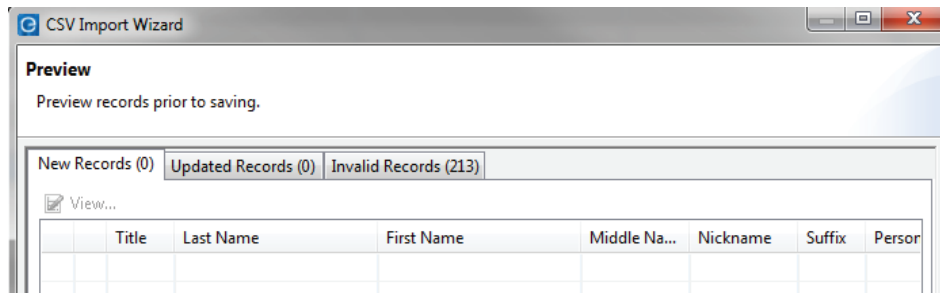 CSV Import Wizard
Preview
Preview records prior to saving.
New Records (0) Updated Records (0) Invalid Records (213)
View...
Title Last Name First Name Middle Na... Nickname Suffix Person